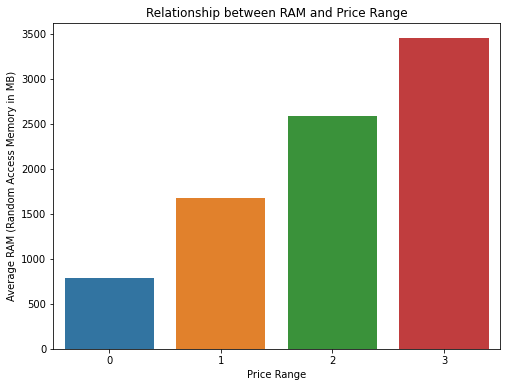 Relationship between RAM and Price Range
Average RAM (Random Access Memory in MB)
3500
3000
2500
2000
1500
1000
500
0
0 1 2 3
Price Range